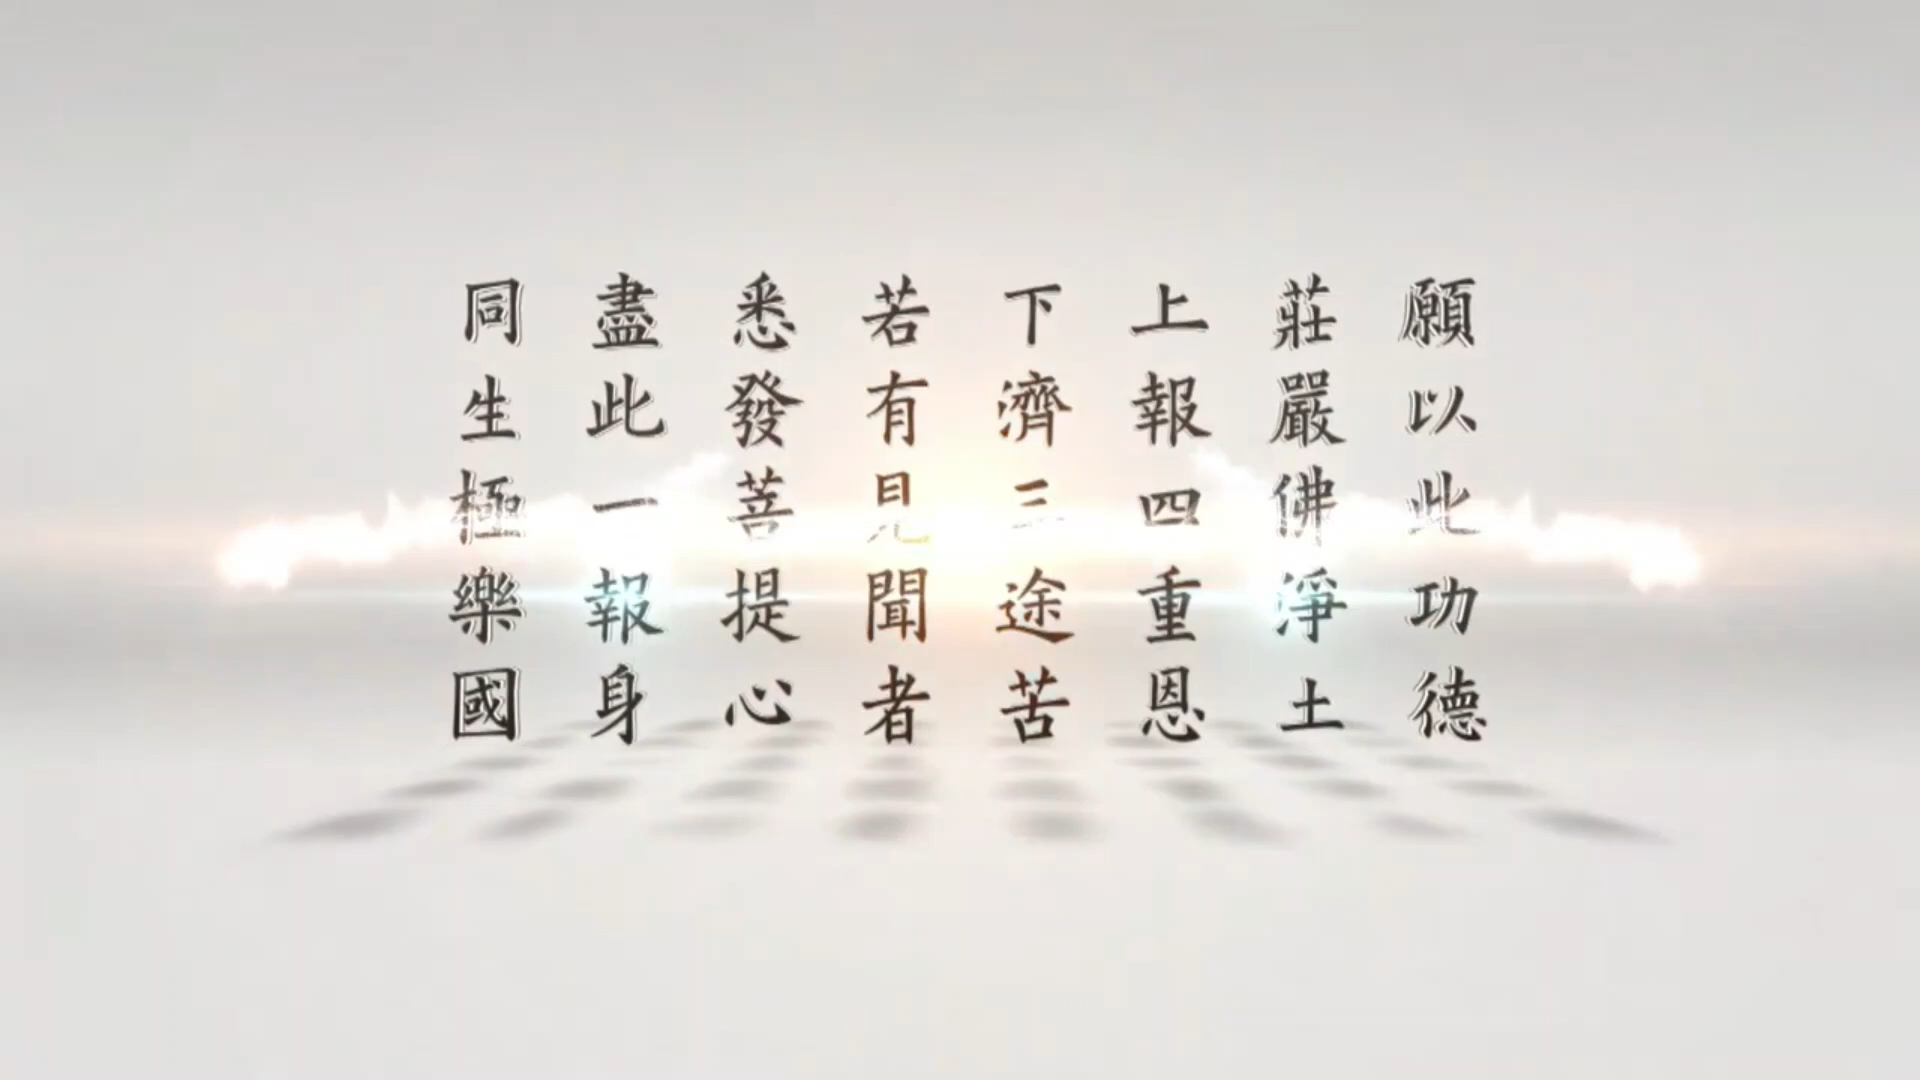 願以此功德
莊嚴佛淨土
上報四重恩
下濟三途苦
若有見聞者
悉發菩提心
盡此一報身
同生極樂國